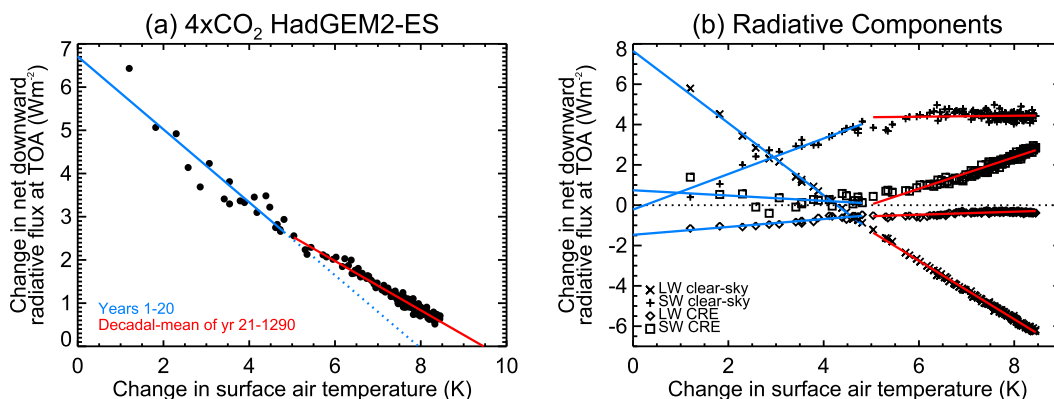 (a) 4xCO₂ HadGEM2-ES
Change in net downward
radiative flux at TOA (Wm⁻²)
7
6
5
4
3
2
1
0
Years 1-20
Decadal-mean of yr 21-1290
0 2 4 6 8 10
Change in surface air temperature (K)
(b) Radiative Components
Change in net downward
radiative flux at TOA (Wm⁻²)
8
6
4
2
0
-2
-4
-6
LW clear-sky
SW clear-sky
LW CRE
SW CRE
0 2 4 6 8
Change in surface air temperature (K)